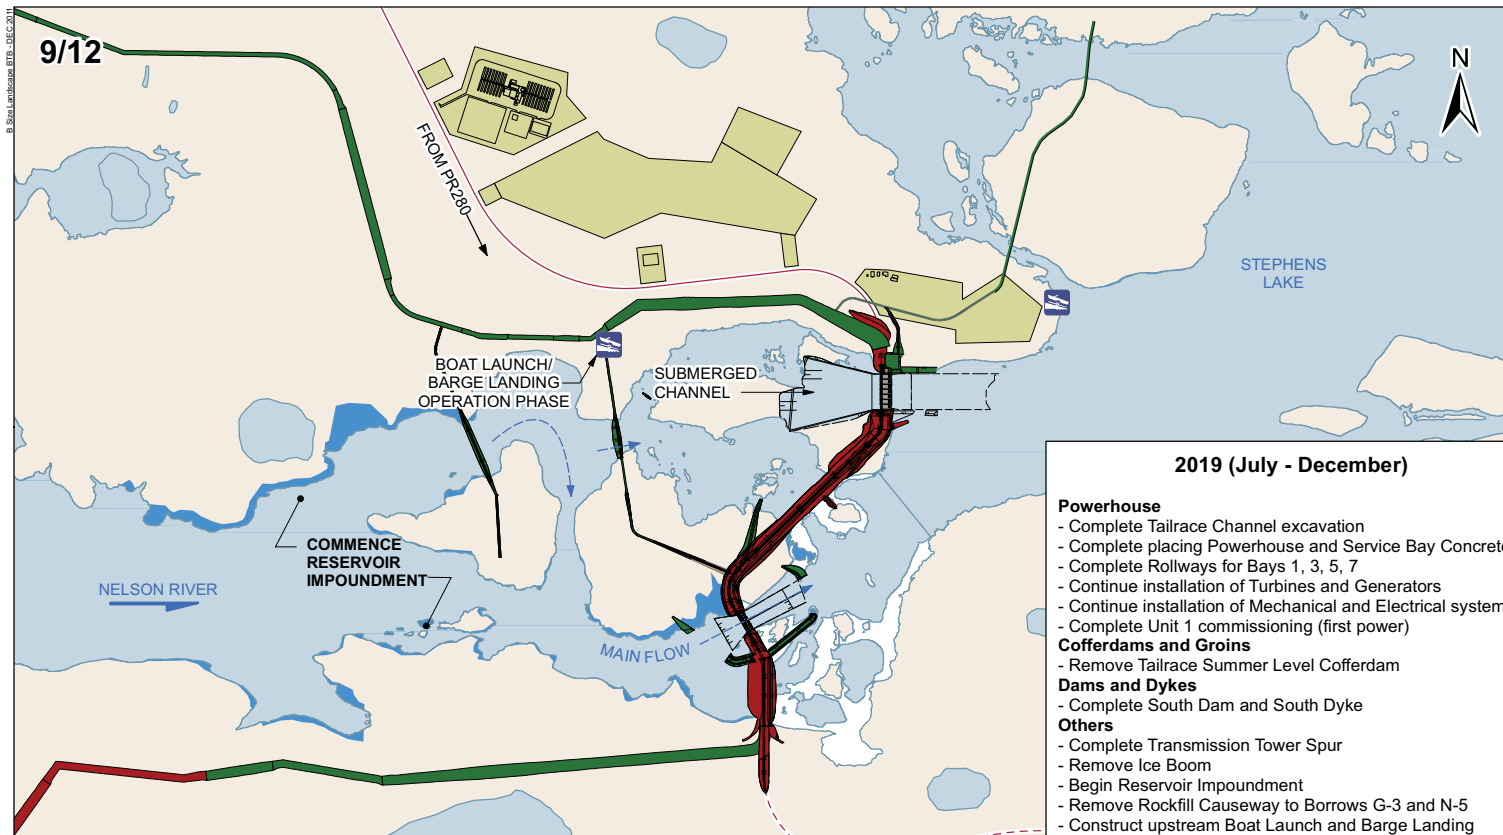 B Size Landscape BTB - DEC 2011
9/12
N
FROM PR280
STEPHENS
LAKE
BOAT LAUNCH/
BARGE LANDING
OPERATION PHASE
SUBMERGED
CHANNEL
COMMENCE
RESERVOIR
IMPOUNDMENT
NELSON RIVER
MAIN FLOW
2019 (July - December)
Powerhouse
- Complete Tailrace Channel excavation
- Complete placing Powerhouse and Service Bay Concrete
- Complete Rollways for Bays 1, 3, 5, 7
- Continue installation of Turbines and Generators
- Continue installation of Mechanical and Electrical system
- Complete Unit 1 commissioning (first power)
Cofferdams and Groins
- Remove Tailrace Summer Level Cofferdam
Dams and Dykes
- Complete South Dam and South Dyke
Others
- Complete Transmission Tower Spur
- Remove Ice Boom
- Begin Reservoir Impoundment
- Remove Rockfill Causeway to Borrows G-3 and N-5
- Construct upstream Boat Launch and Barge Landing